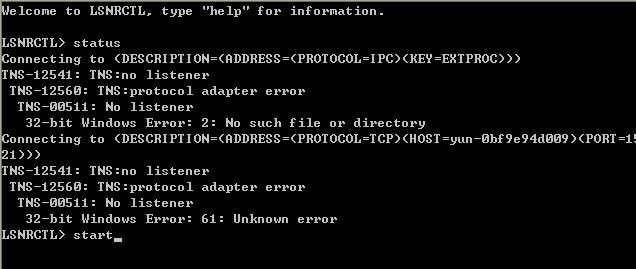 Welcome to LSNRCTL, type "help" for information.
LSNRCTL> status
Connecting to (DESCRIPTION=(ADDRESS=(PROTOCOL=IPC)(KEY=EXTPROC)))
TNS-12541: TNS:no listener
TNS-12560: TNS:protocol adapter error
TNS-00511: No listener
32-bit Windows Error: 2: No such file or directory
Connecting to (DESCRIPTION=(ADDRESS=(PROTOCOL=TCP)(HOST=yun-0bf9e94d009)(PORT=15
21)))
TNS-12541: TNS:no listener
TNS-12560: TNS:protocol adapter error
TNS-00511: No listener
32-bit Windows Error: 61: Unknown error
LSNRCTL> start_